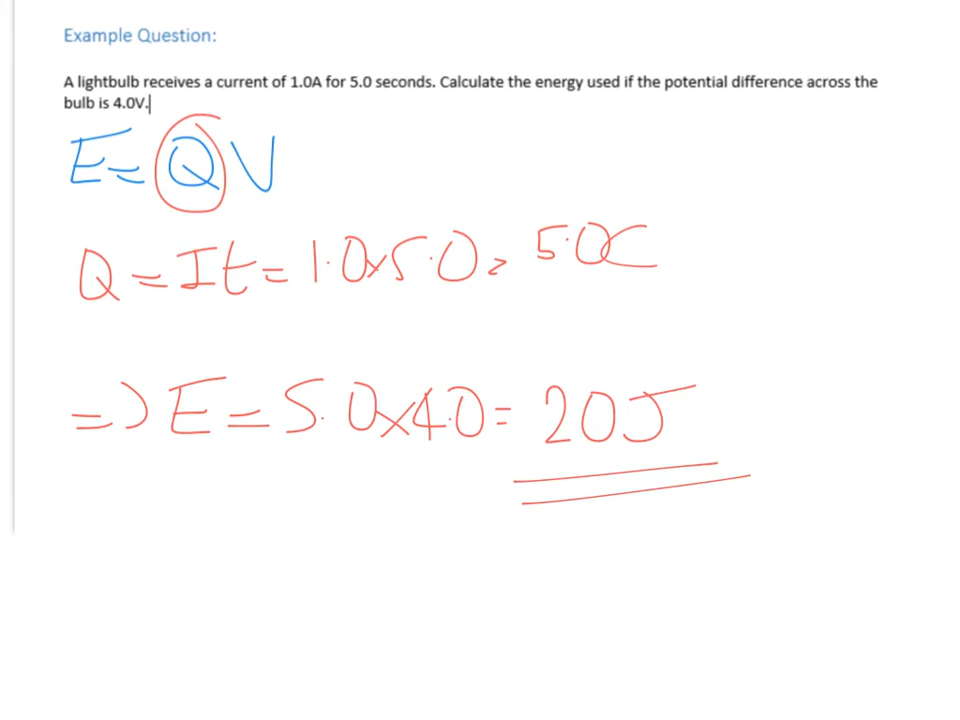 Example Question:
A lightbulb receives a current of 1.0A for 5.0 seconds. Calculate the energy used if the potential difference across the
bulb is 4.0V.
E=QV
Q=It=1.0x5.0=5.0C
=>E=5.0x4.0=20J